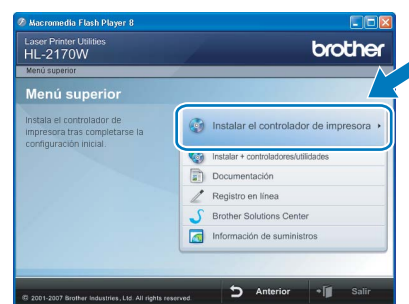 Macromedia Flash Player 8
Laser Printer Utilities
HL-2170W
brother
Menú superior
Menú superior
Instala el controlador de
impresora tras completarse la
configuración inicial.
Instalar el controlador de impresora
Instalar + controladores/utilidades
Documentación
Registro en línea
Brother Solutions Center
Información de suministros
© 2001-2007 Brother Industries, Ltd. All rights reserved.
Anterior
Salir